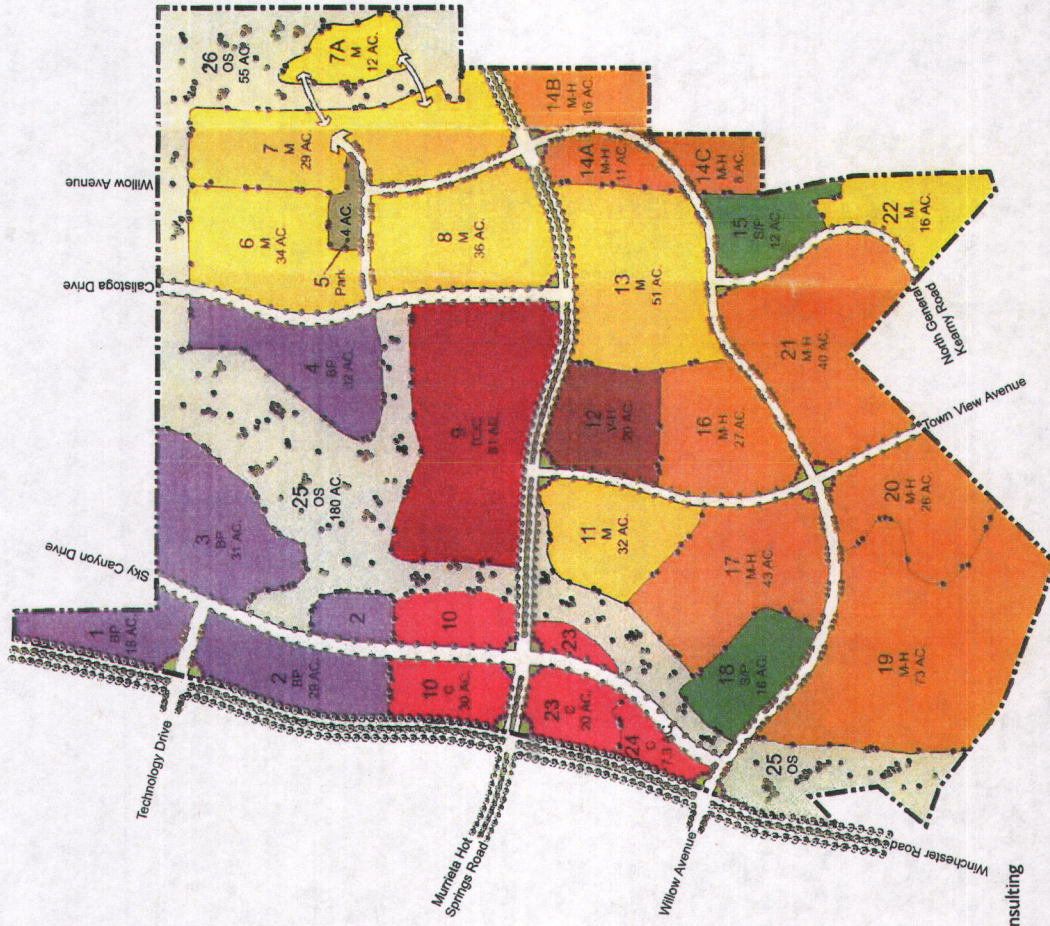 26
OS
55 AC
7A
M
12 AC.
Willow Avenue
7
M
29 AC.
14B
M-H
16 AC.
6
M
34 AC.
4 AC.
5
Park
8
M
36 AC.
14A
M-H
11 AC.
14C
M-H
8 AC.
Calistoga Drive
15
S/P
12 AC.
22
M
16 AC.
13
M
51 AC.
4
BP
12 AC.
9
21
M-H
40 AC.
North General
Kearny Road
12
V-H
20 AC.
16
M-H
27 AC.
Town View Avenue
Sky Canyon Drive
3
BP
31 AC.
25
OS
180 AC.
11
M
32 AC.
20
M-H
26 AC.
17
M-H
43 AC.
1
BP
18 AC.
2
10
23
18
S/P
16 AC.
19
M-H
73 AC.
2
BP
29 AC.
10
C
30 AC.
23
C
20 AC.
24
C
7.3 AC.
25
OS
Technology Drive
Murrieta Hot
Springs Road
Willow Avenue
Winchester Road
nsulting